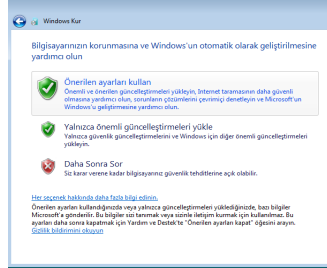 Windows Kur
Bilgisayarınızın korunmasına ve Windows'un otomatik olarak geliştirilmesine
yardımcı olun
Önerilen ayarları kullan
Önemli ve önerilen güncelleştirmeleri yükleyin, Internet taramasının daha güvenli
olmasına yardımcı olun, sorunların çözümlerini çevrimiçi denetleyin ve Microsoft'un
Windows'u geliştirmesine yardımcı olun.
Yalnızca önemli güncelleştirmeleri yükle
Yalnızca güvenlik güncelleştirmelerini ve Windows için diğer önemli güncelleştirmeleri
yükleyin.
Daha Sonra Sor
Siz karar verene kadar bilgisayarınız güvenlik tehditlerine açık olabilir.
Her seçenek hakkında daha fazla bilgi edinin.
Önerilen ayarları kullandığınızda veya yalnızca güncelleştirmeleri yüklediğinizde, bazı bilgiler
Microsoft'a gönderilir. Bu bilgiler sizi tanımak veya sizinle iletişim kurmak için kullanılmaz. Bu
ayarları daha sonra kapatmak için Yardım ve Destek'te "Önerilen ayarları kapat" öğesini arayın.
Gizlilik bildirimini okuyun